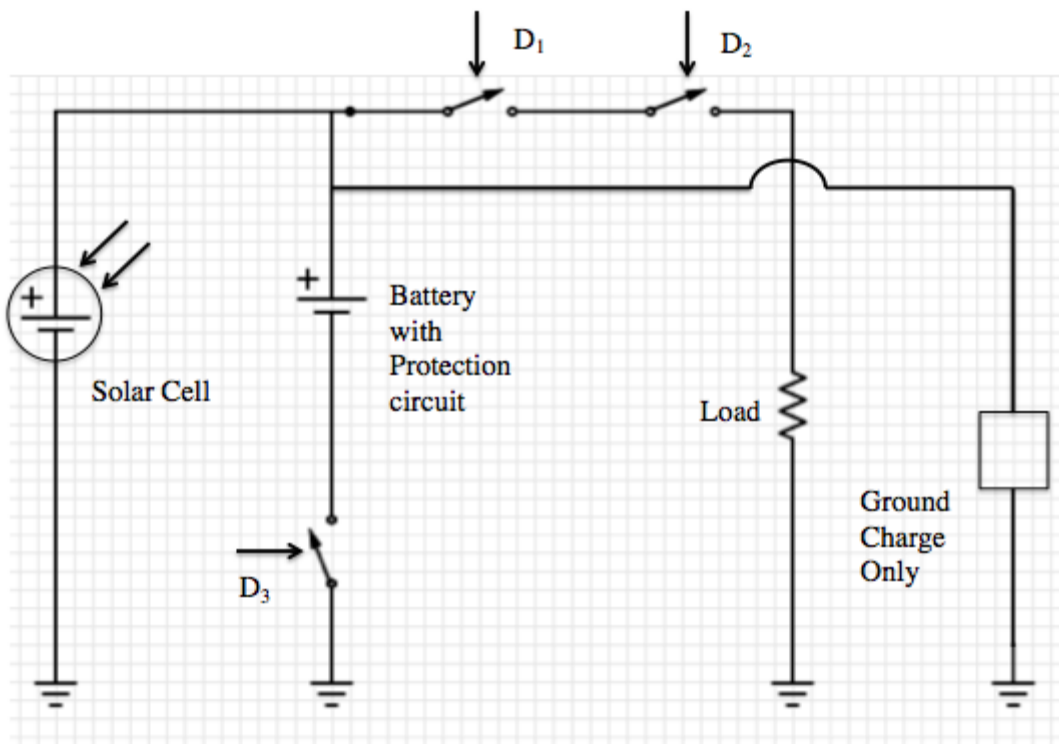 D₁
D₂
+
+
Battery
with
Protection
circuit
Solar Cell
Load
Ground
Charge
Only
D₃